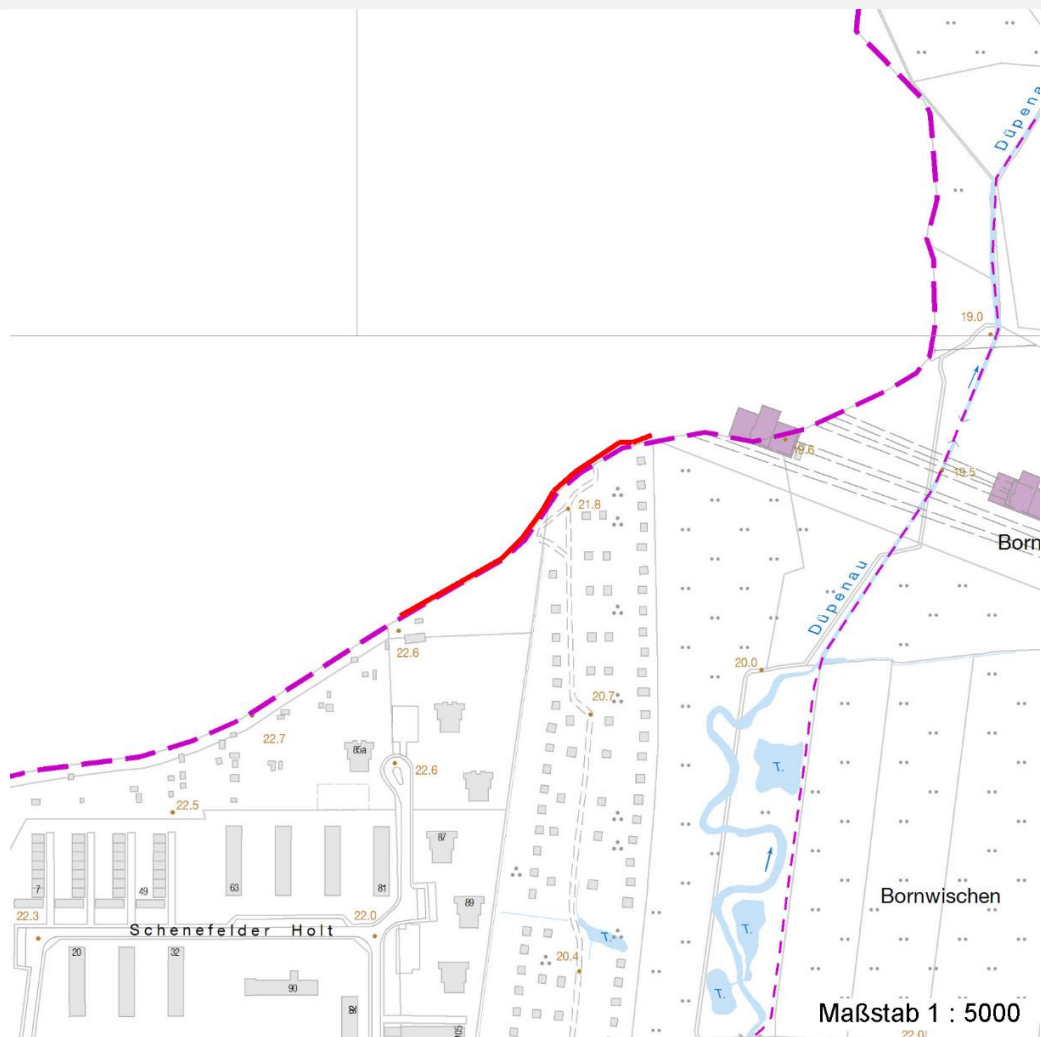 Düpenau
19.0
19.6
19.5
21.8
Born
Düpenau
22.6
20.0
20.7
22.7
85a
22.6
T.
22.5
87
7
49
63
81
89
Bornwischen
22.3
22.0
Schenefelder Holt
T.
T.
20
32
20.4
90
T.
Maßstab 1 : 5000
22.0